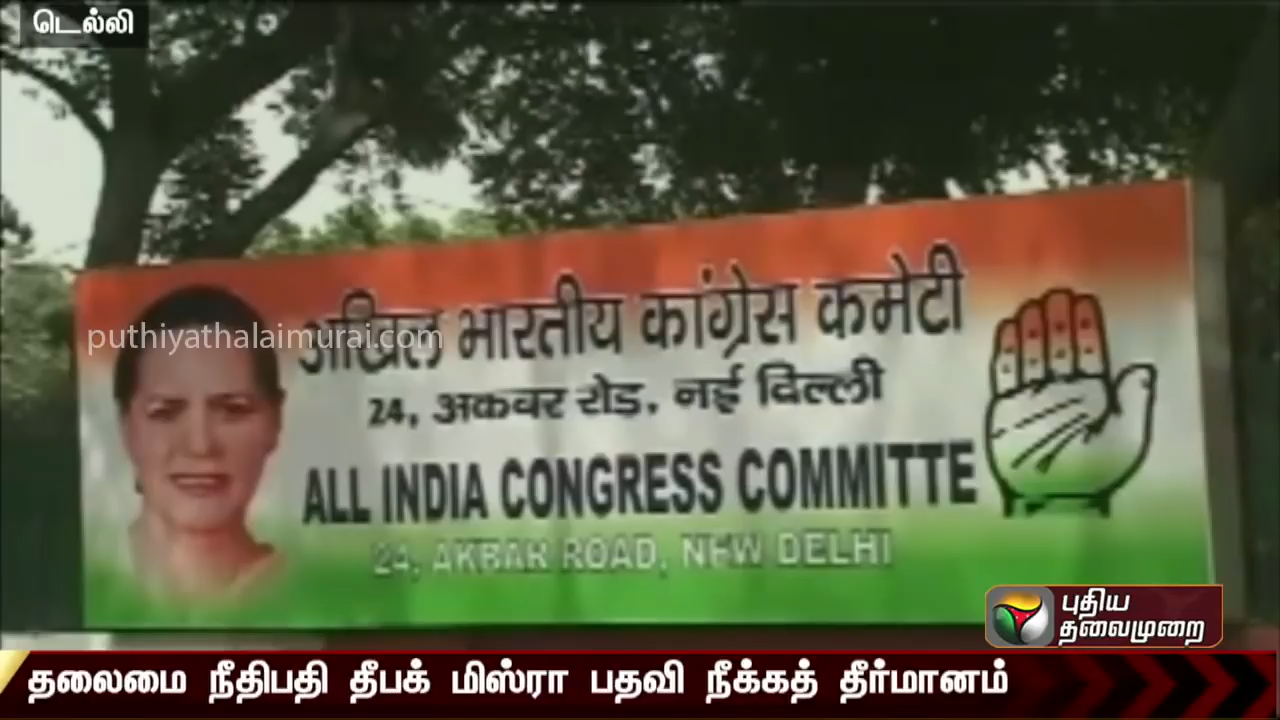 டெல்லி
puthiyathalaimurai.com
अखिल भारतीय कांग्रेस कमेटी
24, अकबर रोड, नई दिल्ली
ALL INDIA CONGRESS COMMITTE
24, AKBAR ROAD, NEW DELHI
புதிய
தலைமுறை
தலைமை நீதிபதி தீபக் மிஸ்ரா பதவி நீக்கத் தீர்மானம்